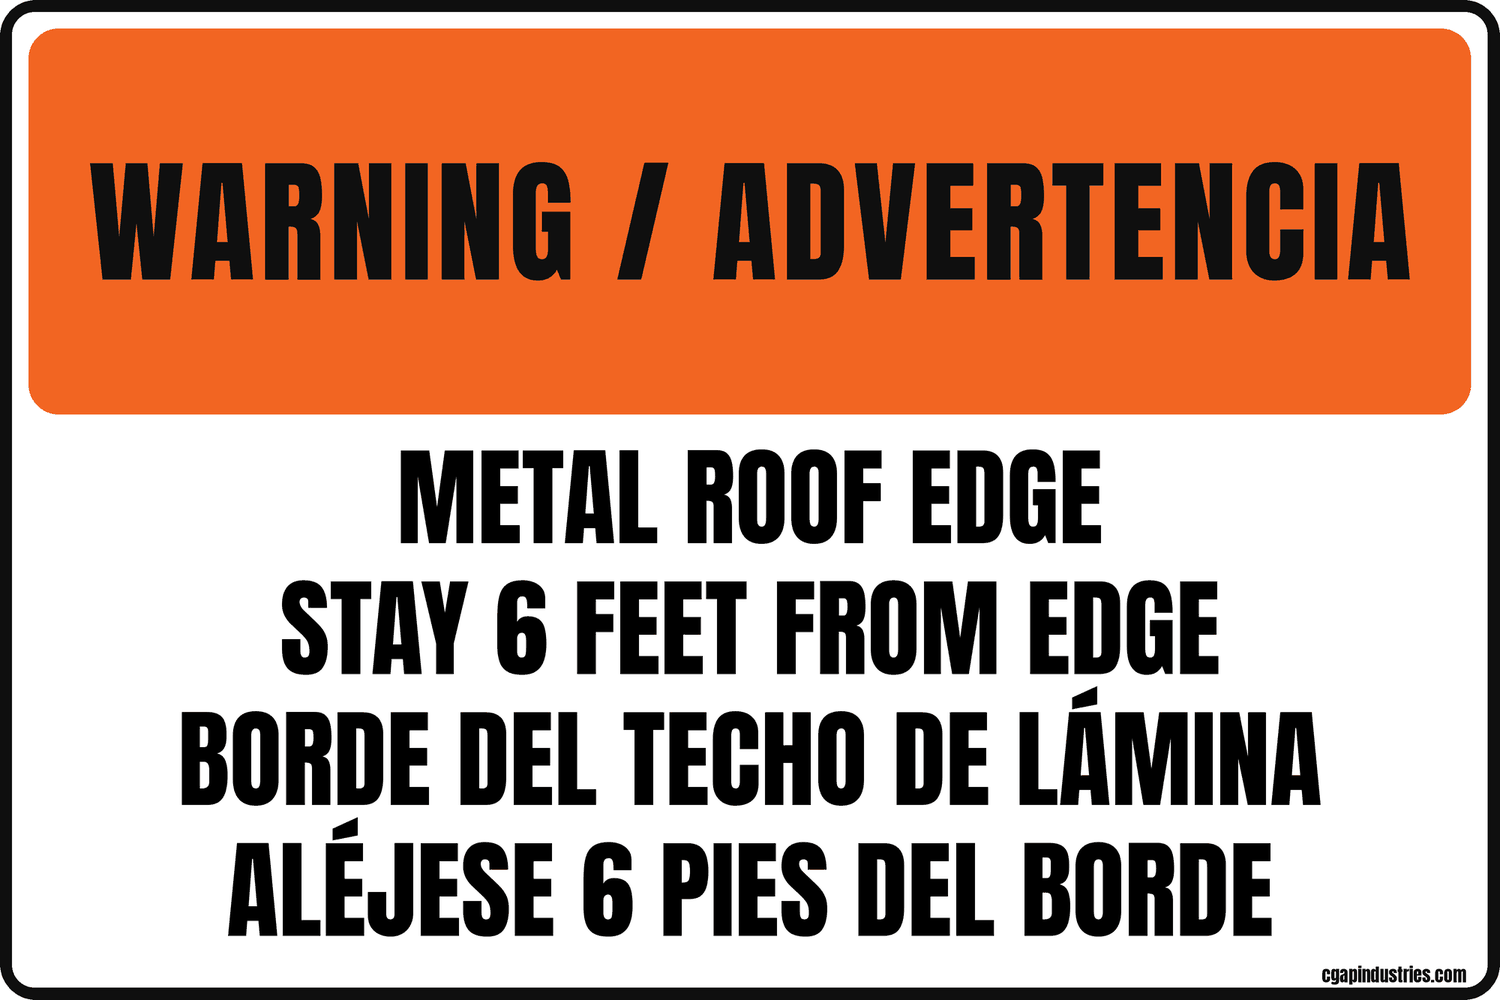 WARNING / ADVERTENCIA
METAL ROOF EDGE
STAY 6 FEET FROM EDGE
BORDE DEL TECHO DE LÁMINA
ALÉJESE 6 PIES DEL BORDE
cgapindustries.com